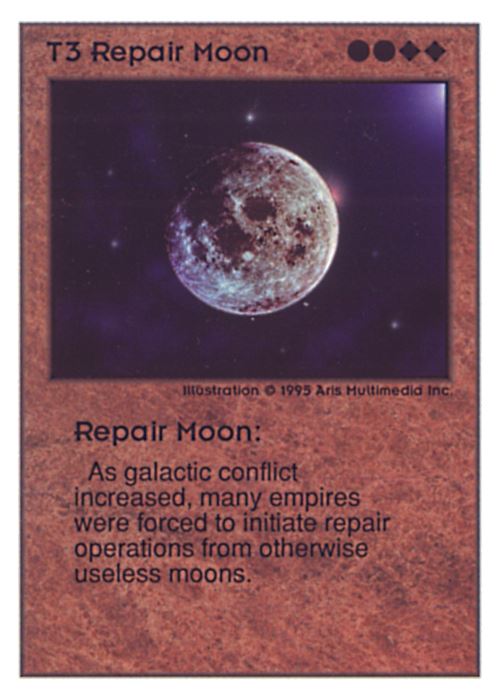 T3 Repair Moon
Illustration © 1995 Aris Multimedia Inc.
Repair Moon:
As galactic conflict
increased, many empires
were forced to initiate repair
operations from otherwise
useless moons.